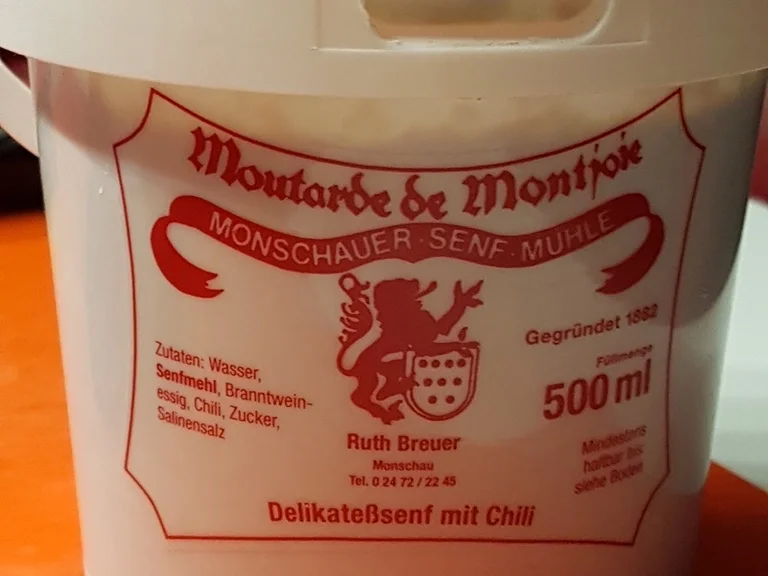 Moutarde de Montjoie
MONSCHAUER · SENF · MÜHLE
Gegründet 1882
Zutaten: Wasser,
Senfmehl, Branntwein-
essig, Chili, Zucker,
Salinensalz
Füllmenge
500 ml
Mindestens
haltbar bis
siehe Boden
Ruth Breuer
Monschau
Tel. 0 24 72 / 22 45
Delikateßsenf mit Chili